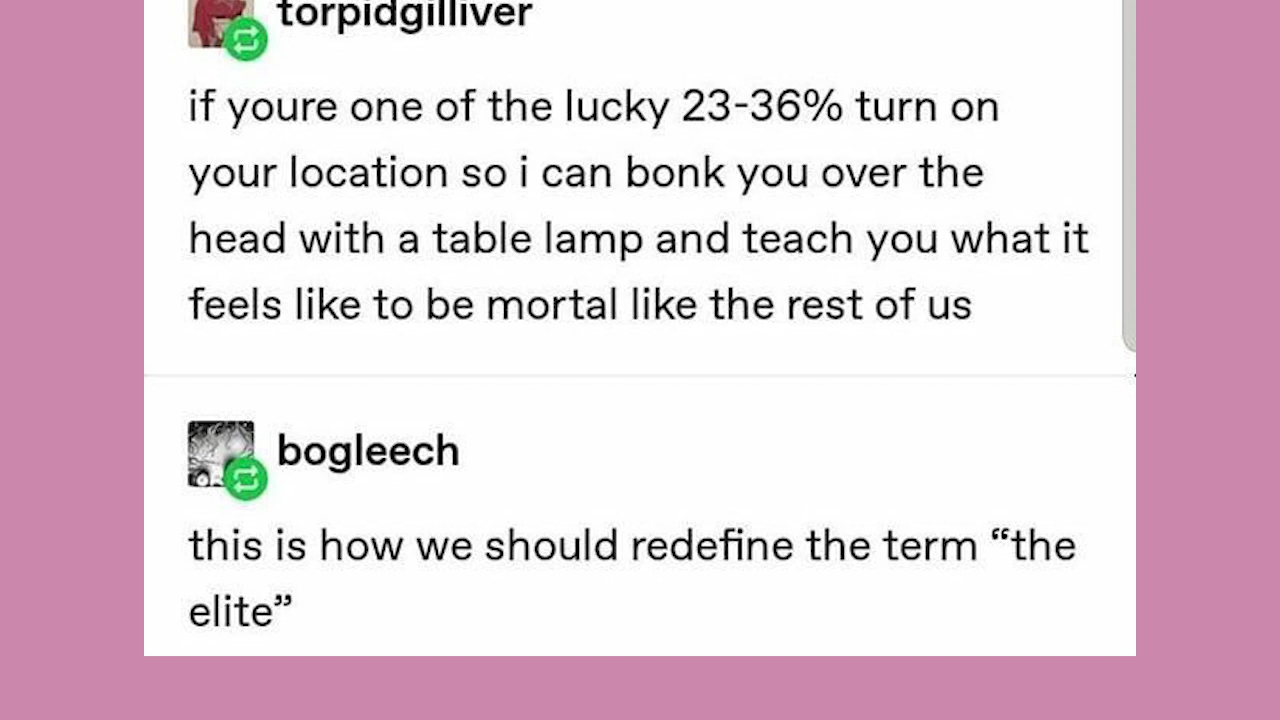 torpidgilliver
if youre one of the lucky 23-36% turn on
your location so i can bonk you over the
head with a table lamp and teach you what it
feels like to be mortal like the rest of us
bogleech
this is how we should redefine the term “the
elite”